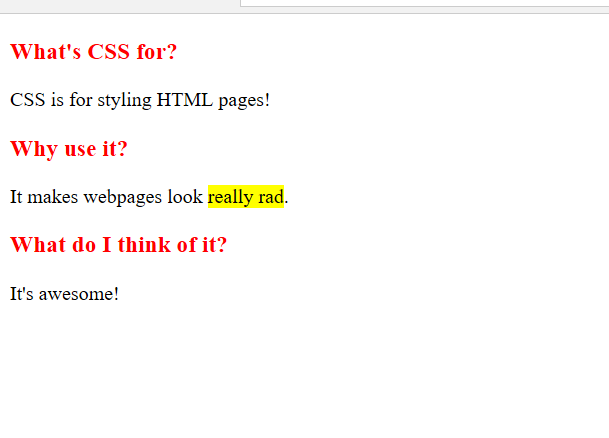 What's CSS for?
CSS is for styling HTML pages!
Why use it?
It makes webpages look really rad.
What do I think of it?
It's awesome!